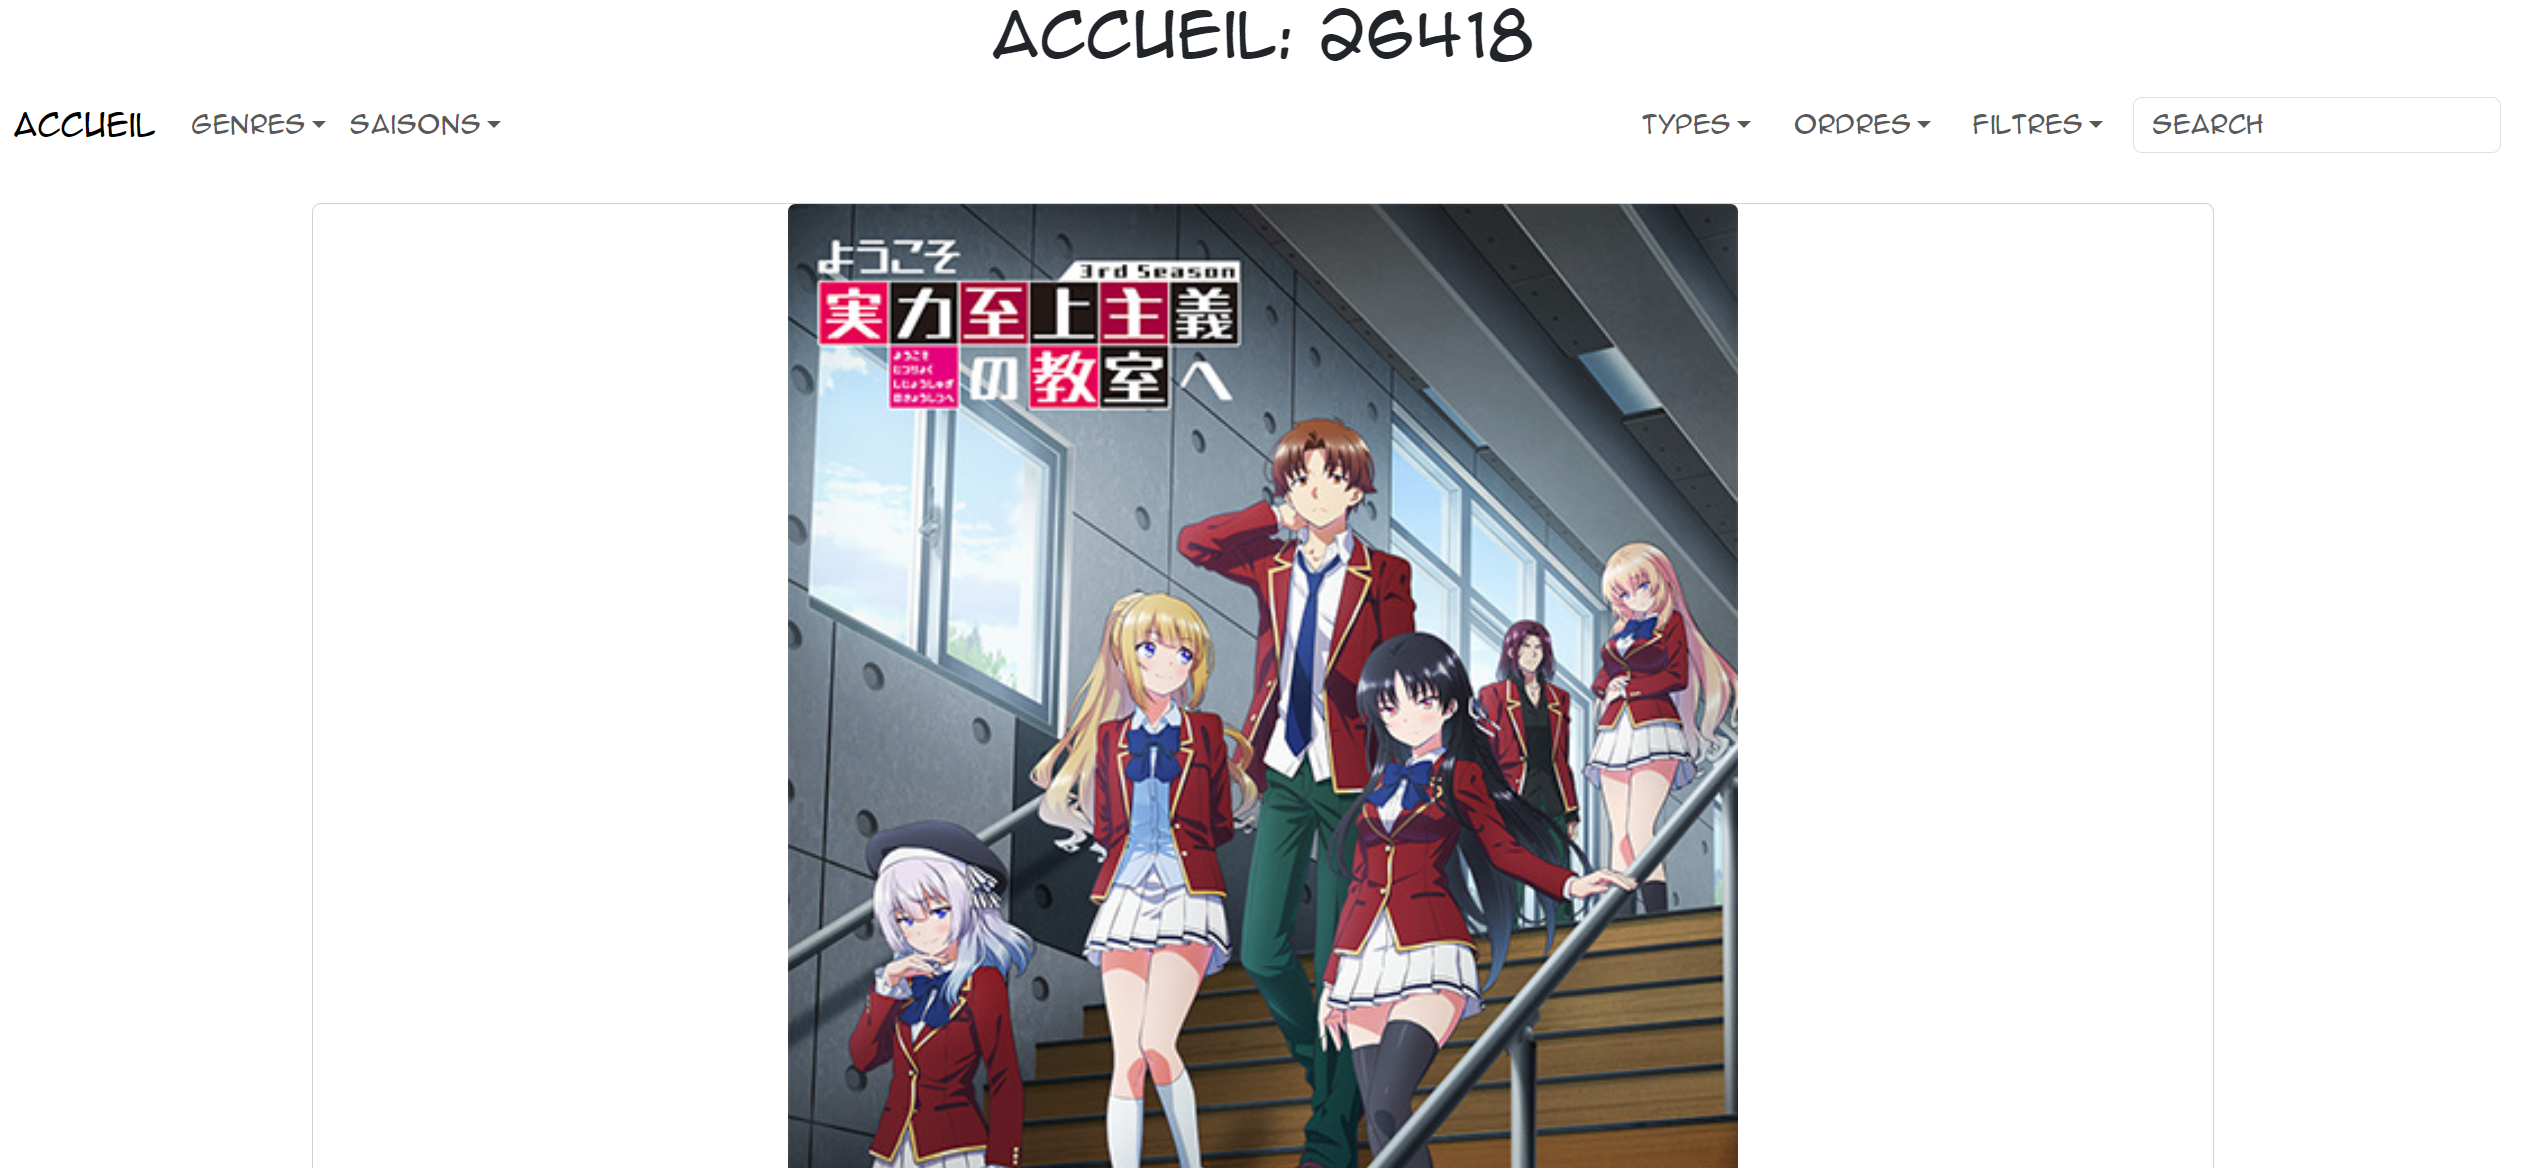 ACCUEIL: 26418
ACCUEIL GENRES SAISONS TYPES ORDRES FILTRES SEARCH
ようこそ
3rd Season
実力至上主義
の教室へ
ようこそ
じつりょく
しじょうしゅぎ
のきょうしつへ